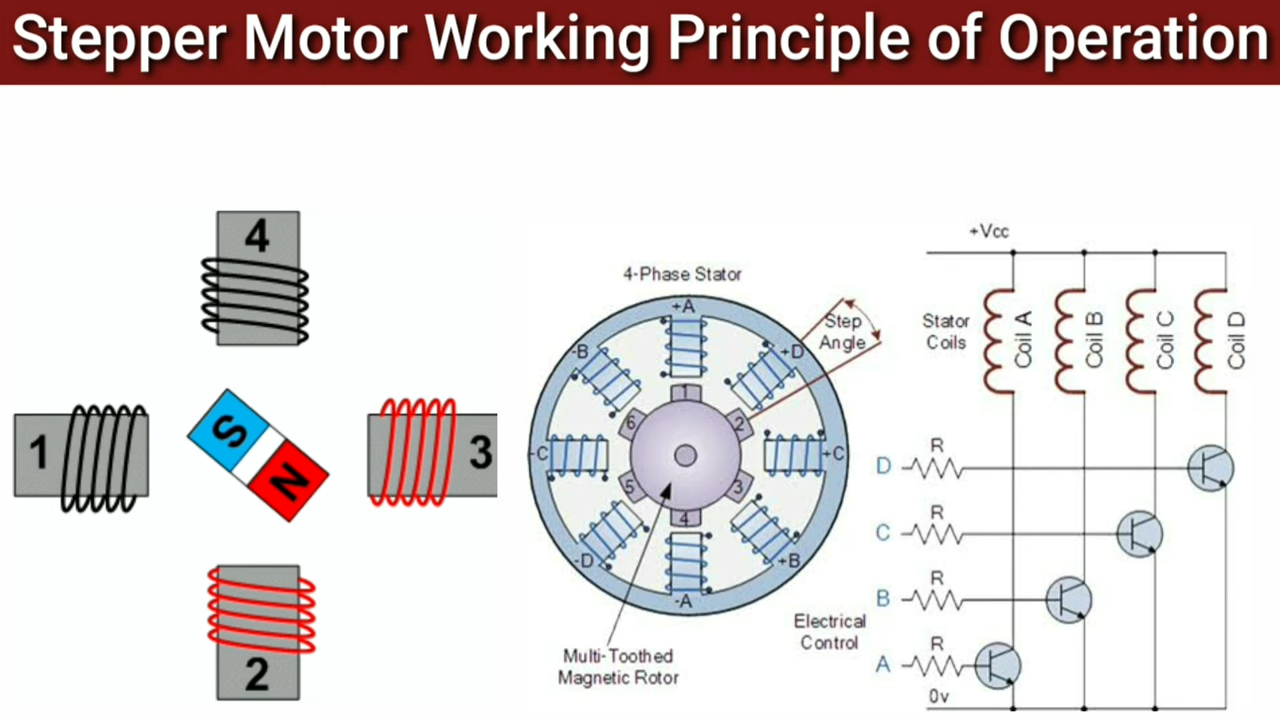 Stepper Motor Working Principle of Operation
4
1
S
N
3
2
4-Phase Stator
+A
-B
+D
Step
Angle
1
6
2
-C
+C
5
3
4
-D
+B
-A
Multi-Toothed
Magnetic Rotor
+Vcc
Stator
Coils
Coil A
Coil B
Coil C
Coil D
R
D
R
C
R
B
Electrical
Control
R
A
0v